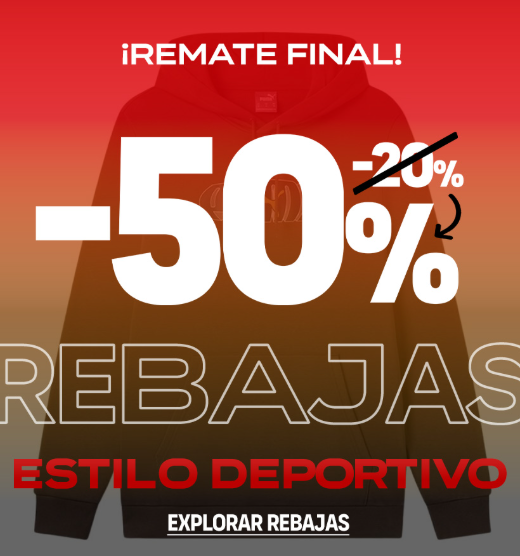 ¡REMATE FINAL!
-20%
-50%
REBAJAS
ESTILO DEPORTIVO
EXPLORAR REBAJAS